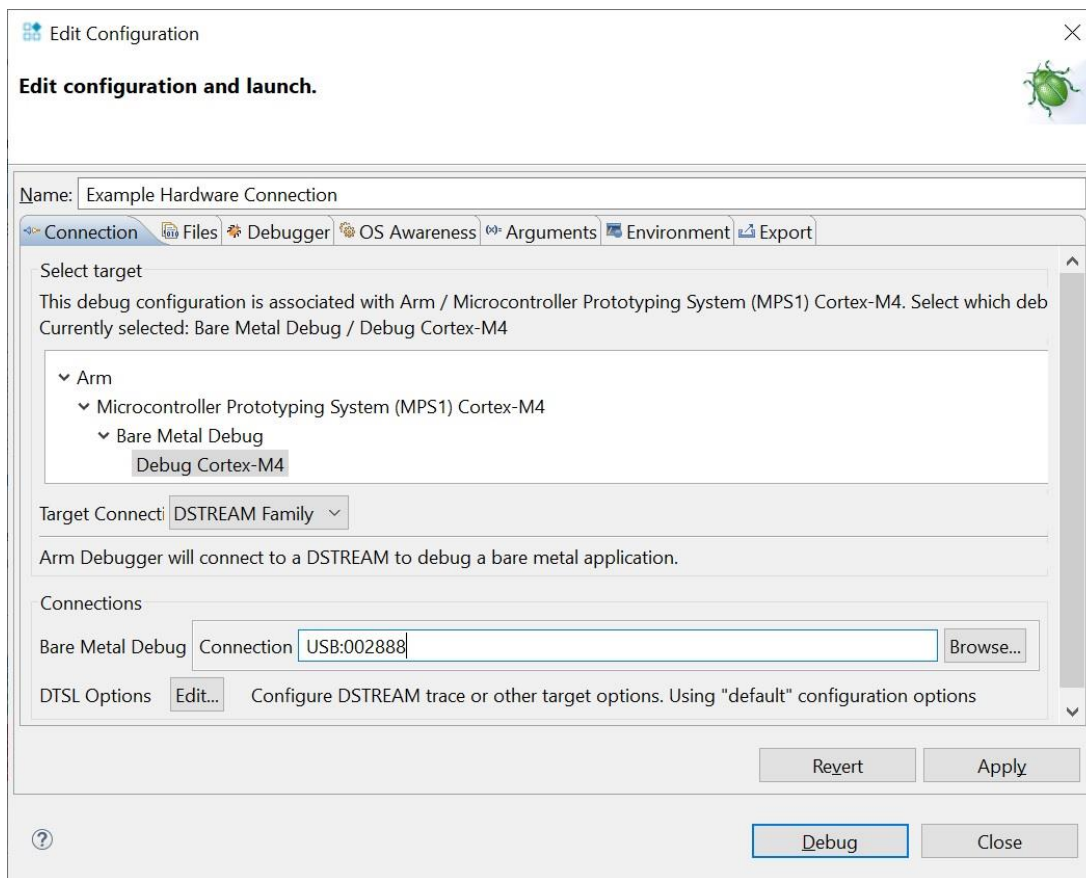 Edit Configuration
Edit configuration and launch.
Name: Example Hardware Connection
Connection Files Debugger OS Awareness (x)= Arguments Environment Export
Select target
This debug configuration is associated with Arm / Microcontroller Prototyping System (MPS1) Cortex-M4. Select which deb
Currently selected: Bare Metal Debug / Debug Cortex-M4
Arm
Microcontroller Prototyping System (MPS1) Cortex-M4
Bare Metal Debug
Debug Cortex-M4
Target Connecti DSTREAM Family
Arm Debugger will connect to a DSTREAM to debug a bare metal application.
Connections
Bare Metal Debug Connection USB:002888 Browse...
DTSL Options Edit... Configure DSTREAM trace or other target options. Using "default" configuration options
Revert Apply
? Debug Close